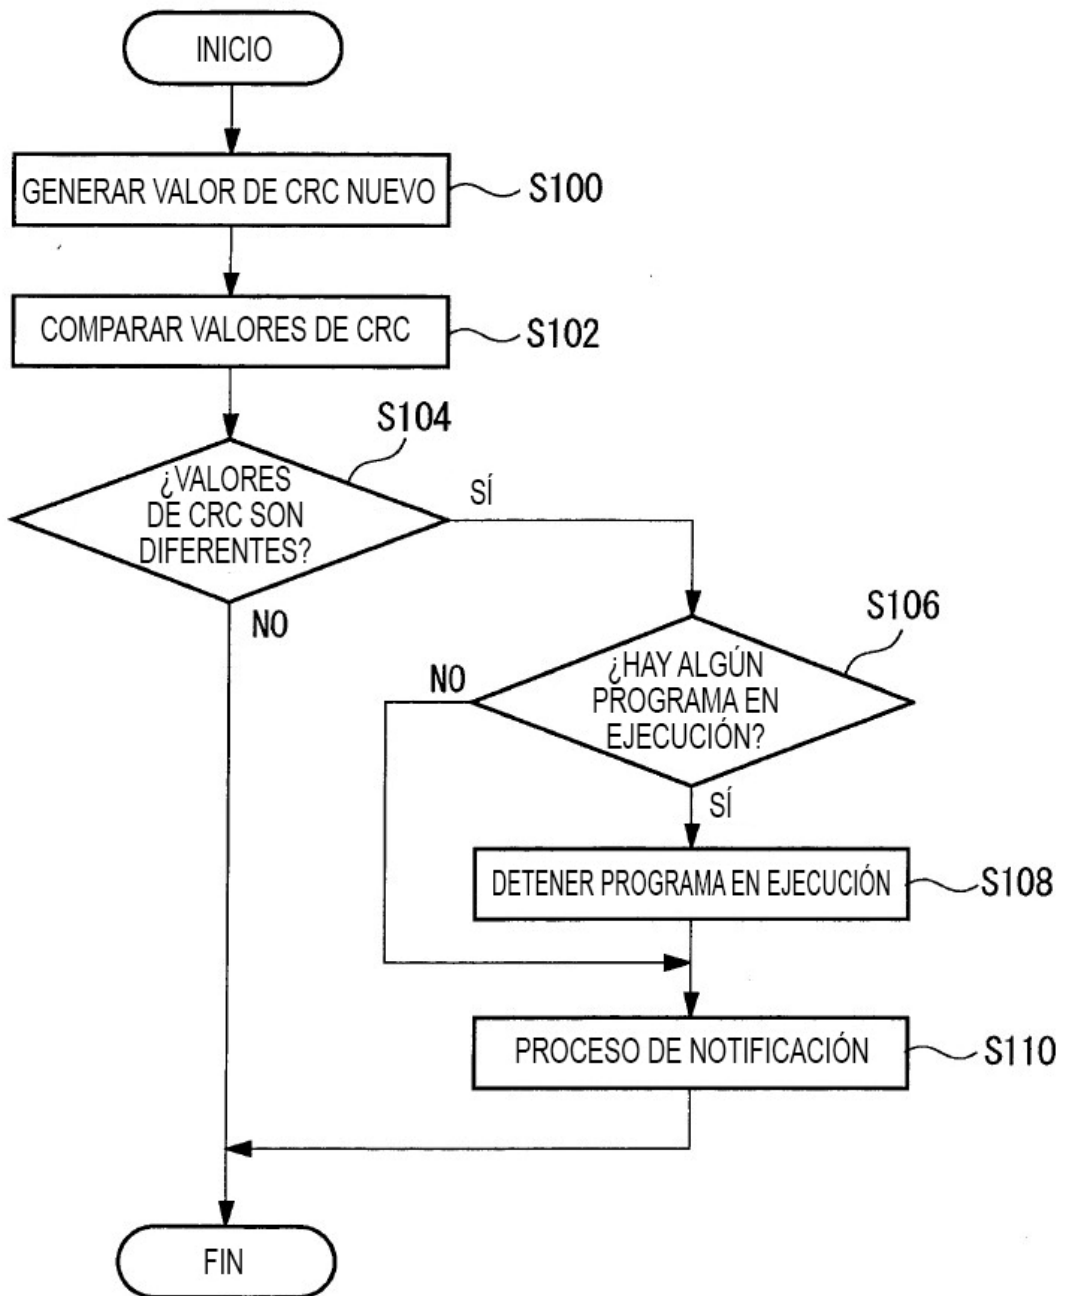 INICIO
GENERAR VALOR DE CRC NUEVO
S100
COMPARAR VALORES DE CRC
S102
S104
¿VALORES
DE CRC SON
DIFERENTES?
SÍ
NO
S106
¿HAY ALGÚN
PROGRAMA EN
EJECUCIÓN?
NO
SÍ
DETENER PROGRAMA EN EJECUCIÓN
S108
PROCESO DE NOTIFICACIÓN
S110
FIN